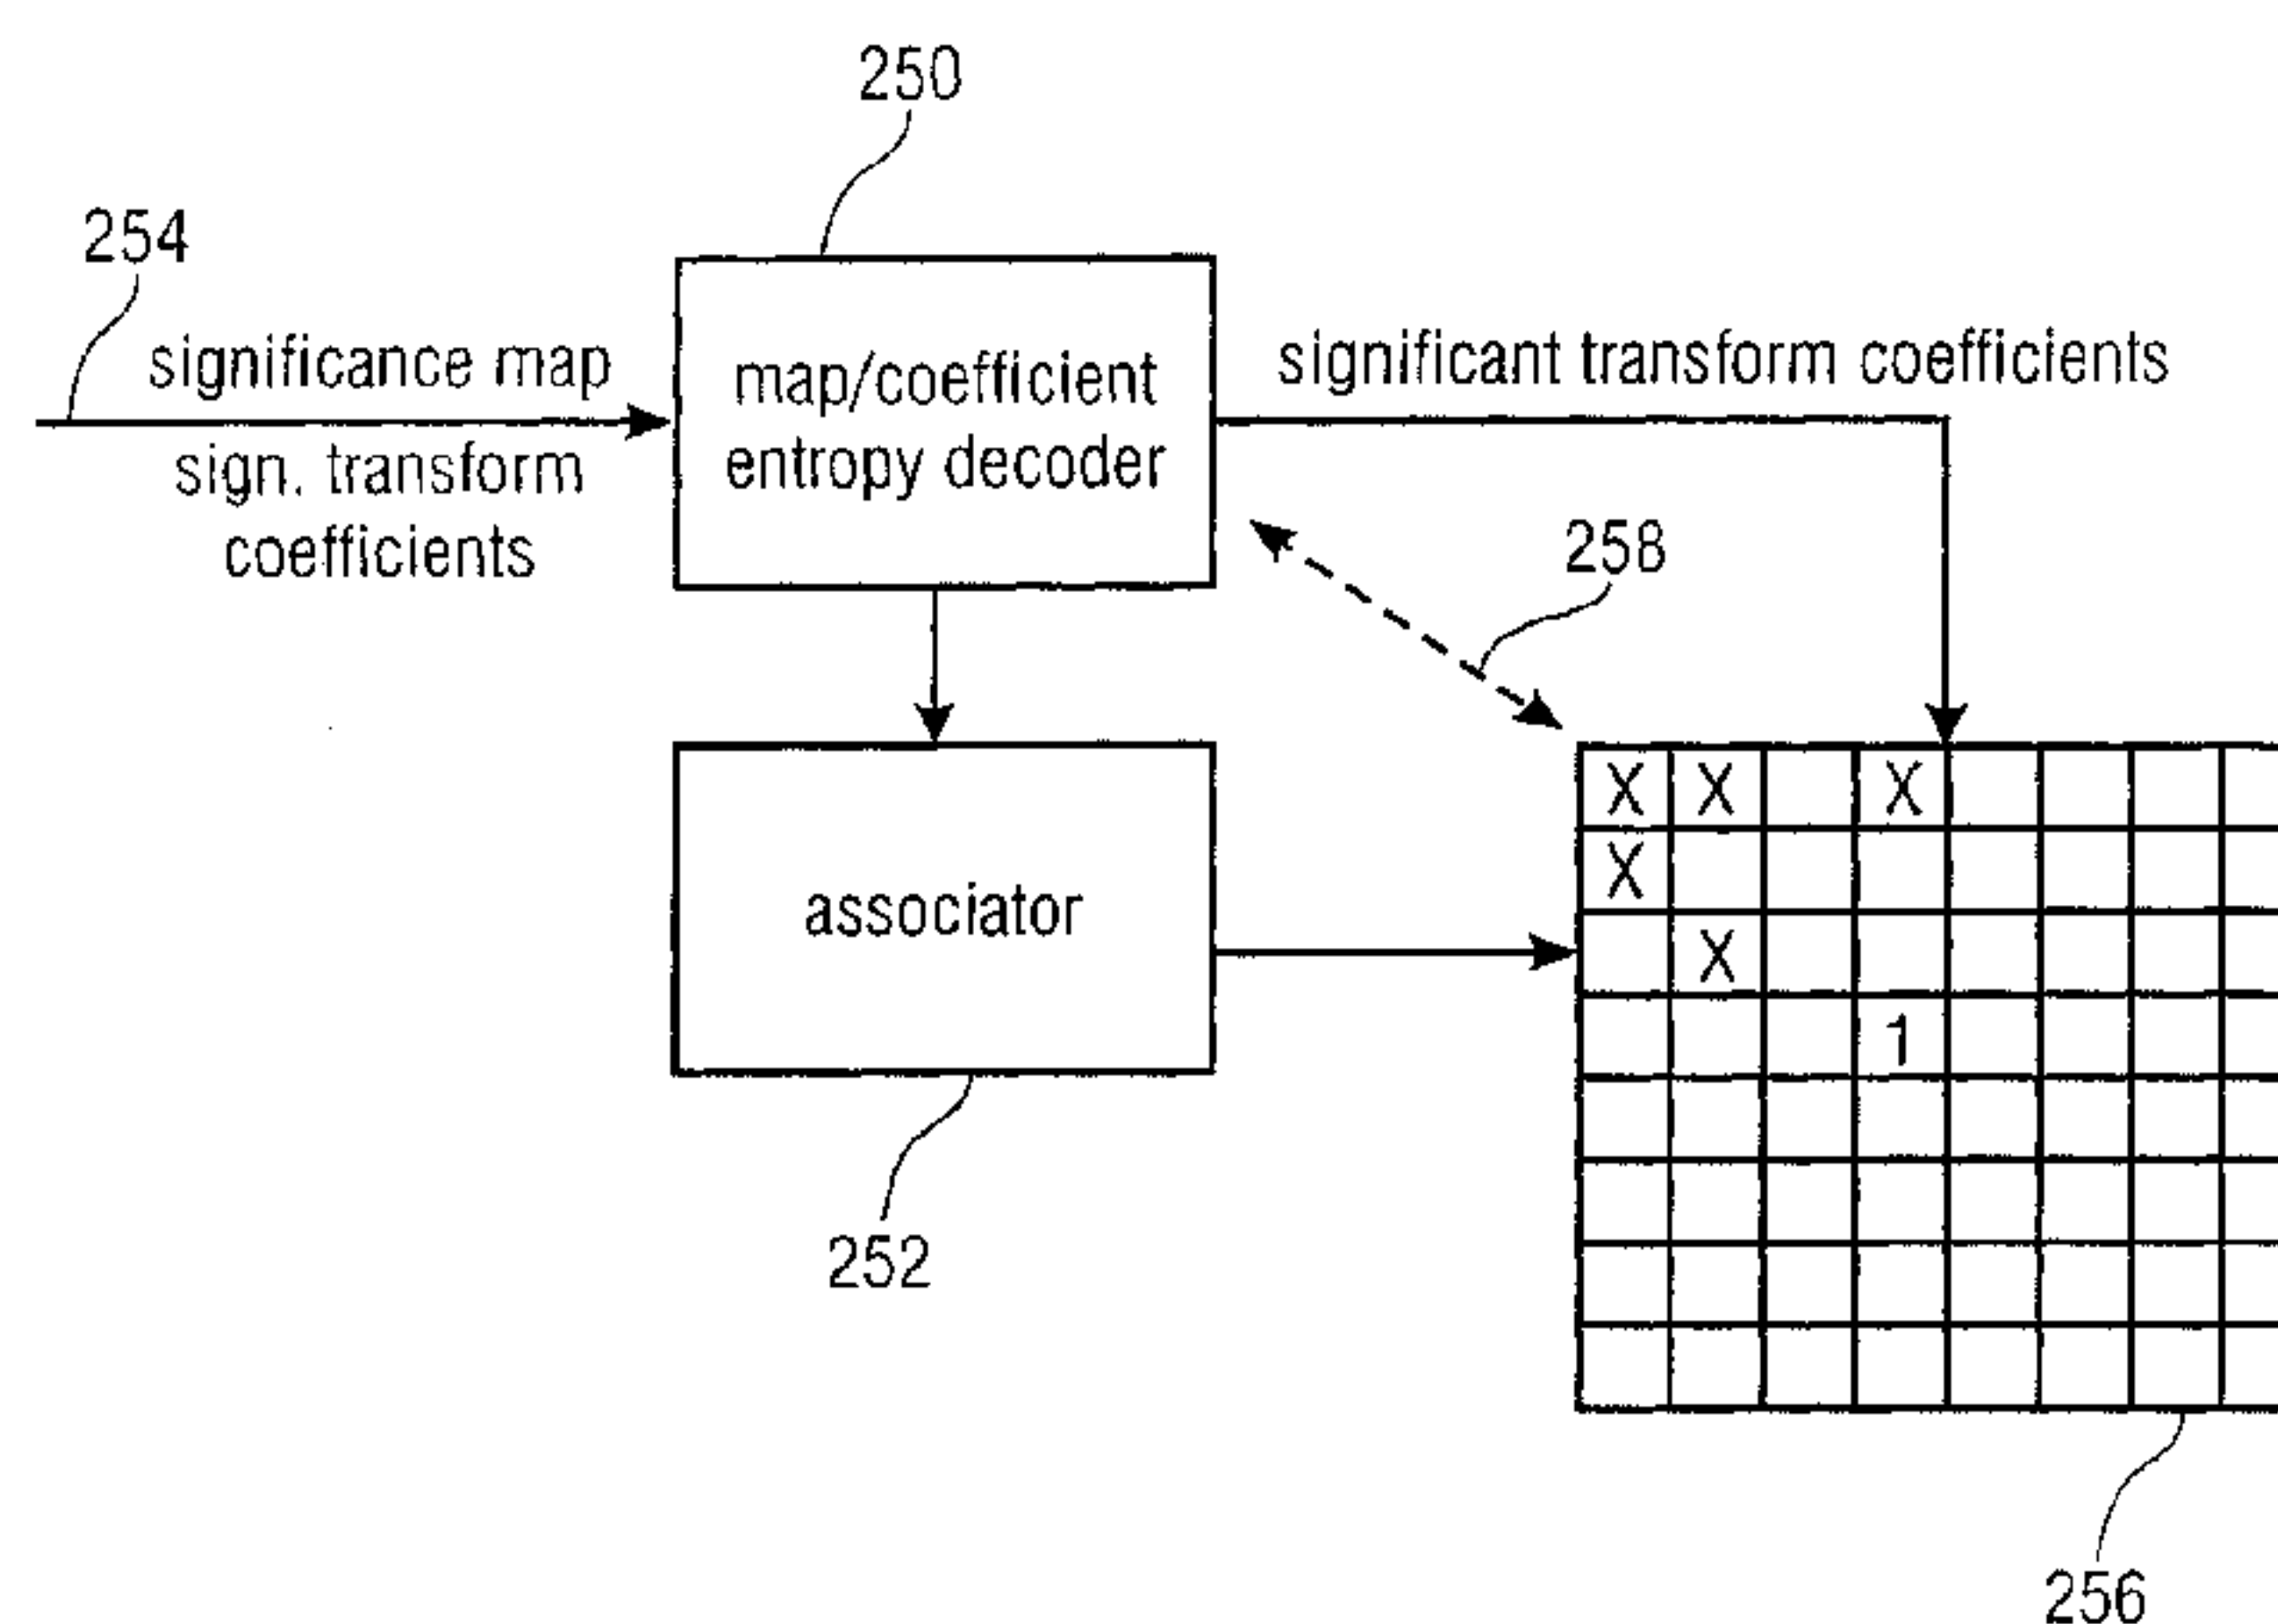 250
254
significance map
sign. transform
coefficients
map/coefficient
entropy decoder
significant transform coefficients
258
associator
X X X
X
X
1
252
256